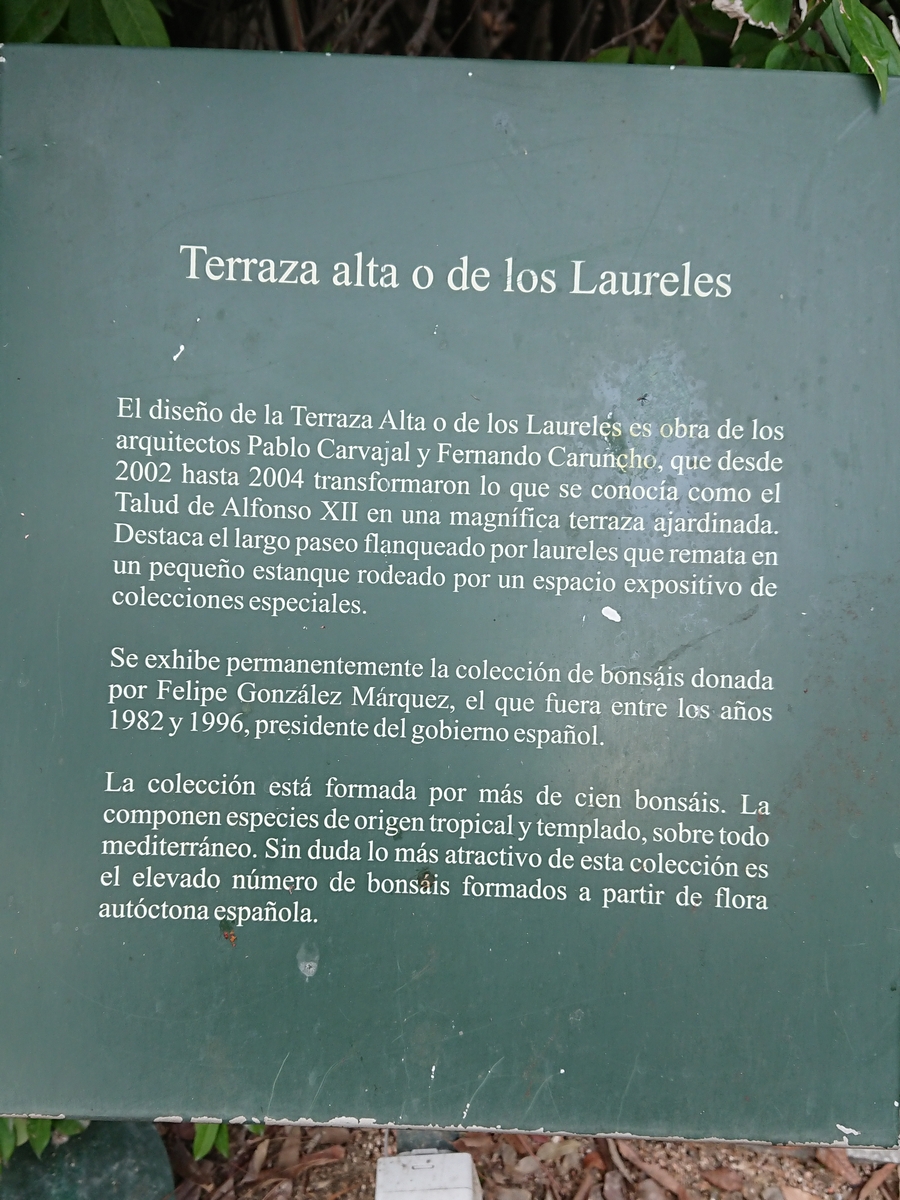 Terraza alta o de los Laureles
El diseño de la Terraza Alta o de los Laureles es obra de los
arquitectos Pablo Carvajal y Fernando Caruncho, que desde
2002 hasta 2004 transformaron lo que se conocía como el
Talud de Alfonso XII en una magnífica terraza ajardinada.
Destaca el largo paseo flanqueado por laureles que remata en
un pequeño estanque rodeado por un espacio expositivo de
colecciones especiales.
Se exhibe permanentemente la colección de bonsáis donada
por Felipe González Márquez, el que fuera entre los años
1982 y 1996, presidente del gobierno español.
La colección está formada por más de cien bonsáis. La
componen especies de origen tropical y templado, sobre todo
mediterráneo. Sin duda lo más atractivo de esta colección es
el elevado número de bonsáis formados a partir de flora
autóctona española.